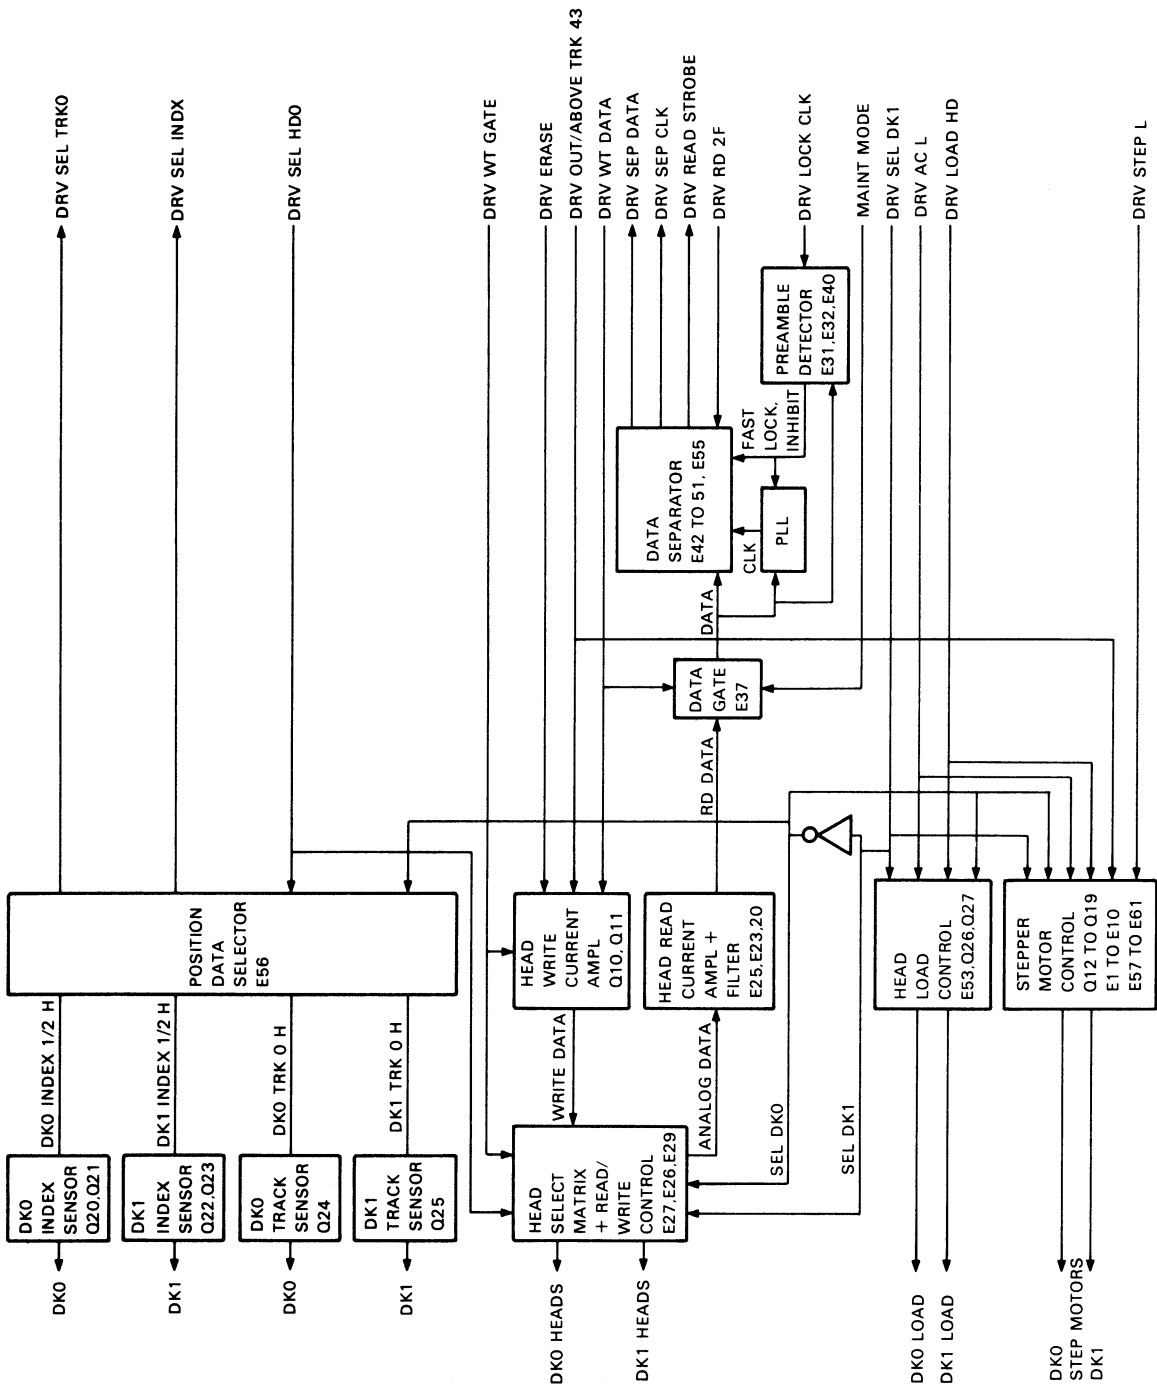 DK0
DK1
DK0
DK1
DK0 HEADS
DK1 HEADS
DK0 LOAD
DK1 LOAD
DK0
STEP MOTORS
DK1
DK0
INDEX
SENSOR
Q20,Q21
DK1
INDEX
SENSOR
Q22,Q23
DK0
TRACK
SENSOR
Q24
DK1
TRACK
SENSOR
Q25
HEAD
SELECT
MATRIX
+ READ/
WRITE
CONTROL
E27,E26,E29
DK0 INDEX 1/2 H
DK1 INDEX 1/2 H
DK0 TRK 0 H
DK1 TRK 0 H
WRITE DATA
ANALOG DATA
SEL DK0
SEL DK1
POSITION
DATA
SELECTOR
E56
HEAD
WRITE
CURRENT
AMPL
Q10, Q11
HEAD READ
CURRENT
AMPL +
FILTER
E25,E23,20
HEAD
LOAD
CONTROL
E53,Q26,Q27
STEPPER
MOTOR
CONTROL
Q12 TO Q19
E1 TO E10
E57 TO E61
RD DATA
DATA
GATE
E37
DATA
DATA
SEPARATOR
E42 TO 51, E55
CLK
PLL
FAST
LOCK,
INHIBIT
PREAMBLE
DETECTOR
E31,E32,E40
DRV SEL TRK0
DRV SEL INDX
DRV SEL HD0
DRV WT GATE
DRV ERASE
DRV OUT/ABOVE TRK 43
DRV WT DATA
DRV SEP DATA
DRV SEP CLK
DRV READ STROBE
DRV RD 2F
DRV LOCK CLK
MAINT MODE
DRV SEL DK1
DRV AC L
DRV LOAD HD
DRV STEP L